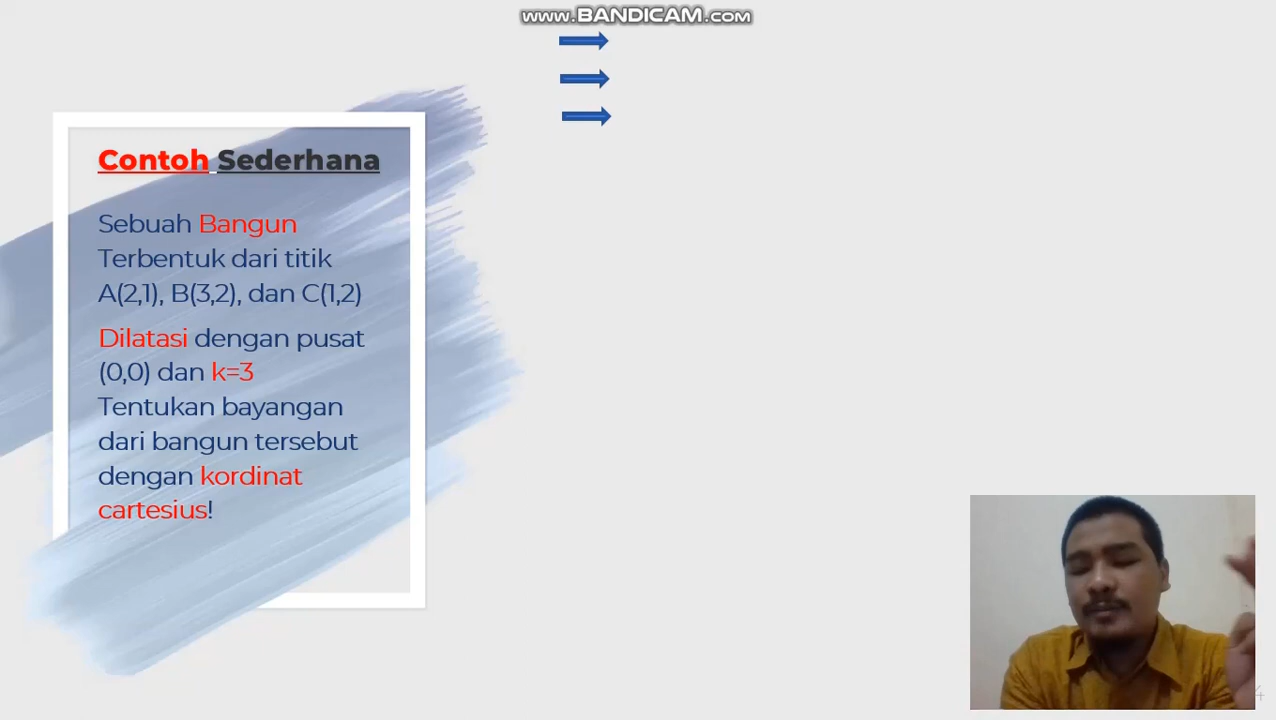 www.BANDICAM.com
Contoh Sederhana
Sebuah Bangun
Terbentuk dari titik
A(2,1), B(3,2), dan C(1,2)
Dilatasi dengan pusat
(0,0) dan k=3
Tentukan bayangan
dari bangun tersebut
dengan kordinat
cartesius!
4